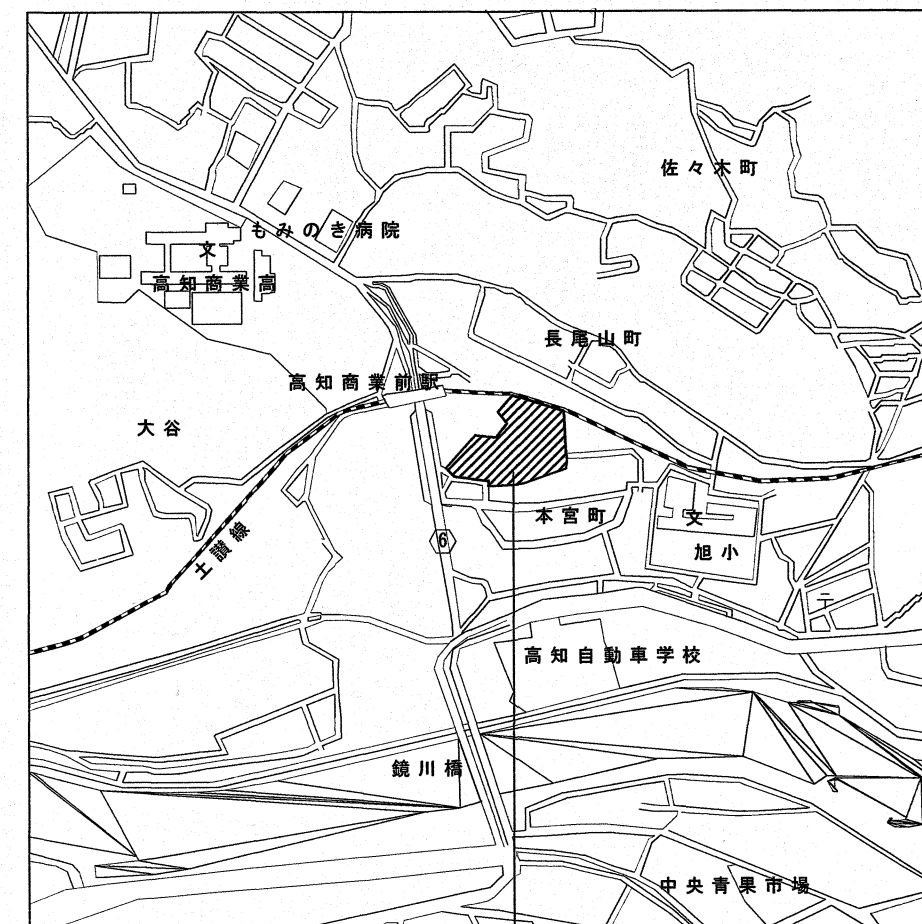 佐々木町
もみのき病院
文
高知商業高
長尾山町
高知商業前駅
大谷
本宮町
文
土讃線
6
旭小
高知自動車学校
鏡川橋
中央青果市場